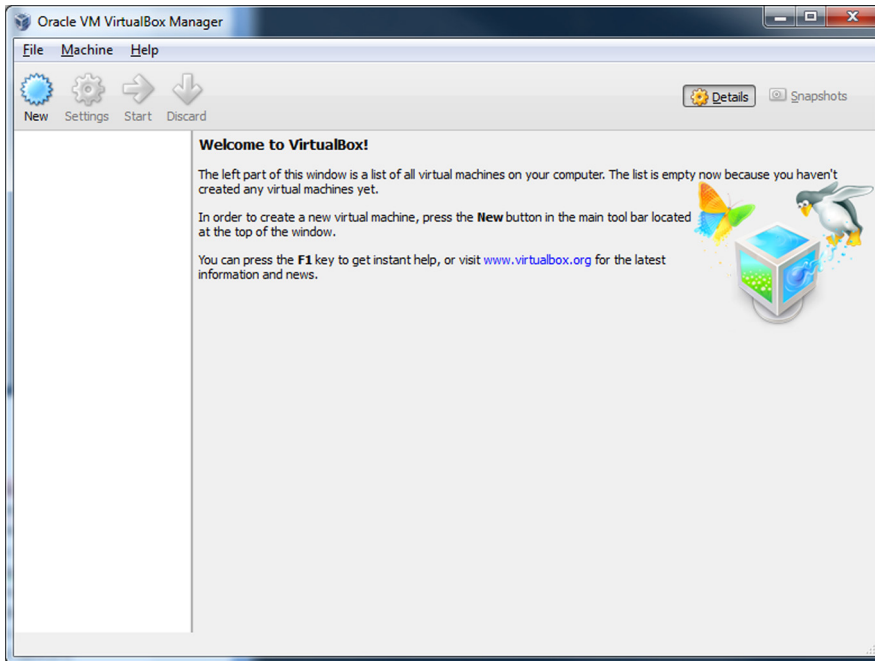 Oracle VM VirtualBox Manager
File Machine Help
New Settings Start Discard
Details Snapshots
Welcome to VirtualBox!
The left part of this window is a list of all virtual machines on your computer. The list is empty now because you haven't
created any virtual machines yet.
In order to create a new virtual machine, press the New button in the main tool bar located
at the top of the window.
You can press the F1 key to get instant help, or visit www.virtualbox.org for the latest
information and news.